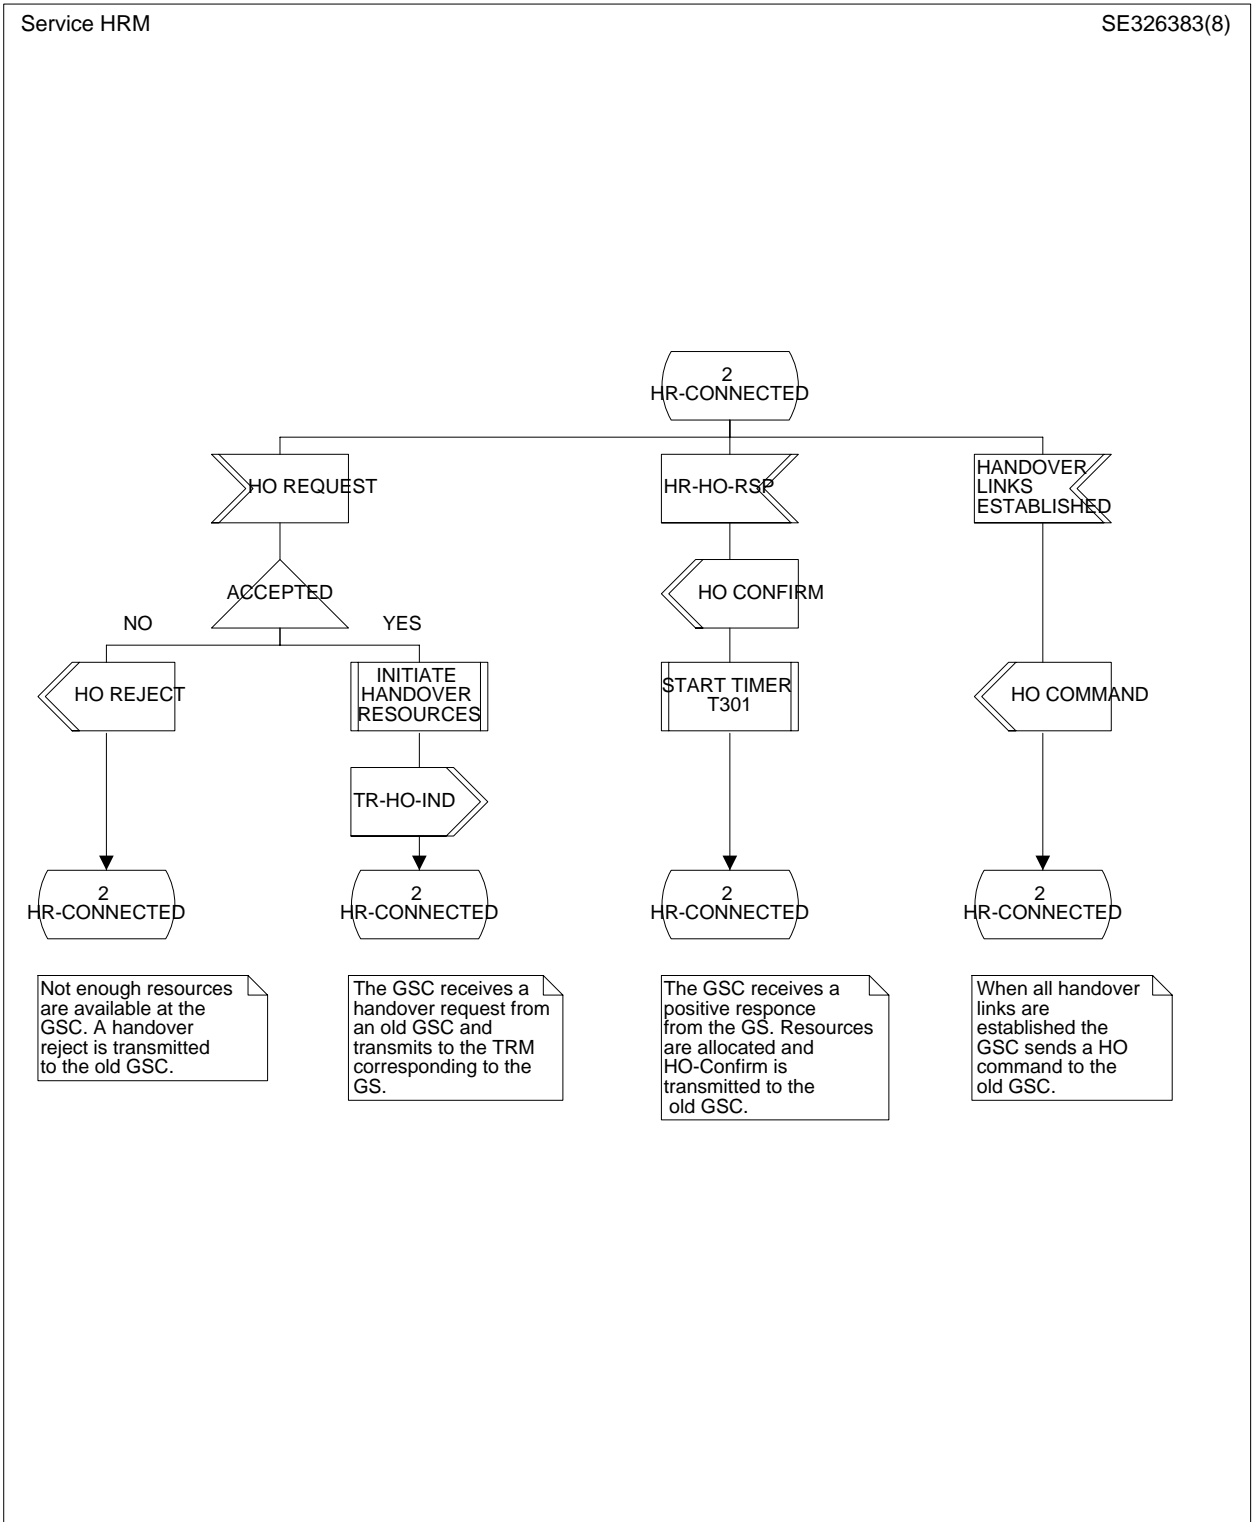 Service HRM
SE326383(8)
2
HR-CONNECTED
HO REQUEST
HR-HO-RSP
HANDOVER
LINKS
ESTABLISHED
ACCEPTED
HO CONFIRM
NO
YES
HO REJECT
INITIATE
HANDOVER
RESOURCES
START TIMER
T301
HO COMMAND
TR-HO-IND
2
HR-CONNECTED
2
HR-CONNECTED
2
HR-CONNECTED
2
HR-CONNECTED
Not enough resources
are available at the
GSC. A handover
reject is transmitted
to the old GSC.
The GSC receives a
handover request from
an old GSC and
transmits to the TRM
corresponding to the
GS.
The GSC receives a
positive responce
from the GS. Resources
are allocated and
HO-Confirm is
transmitted to the
old GSC.
When all handover
links are
established the
GSC sends a HO
command to the
old GSC.